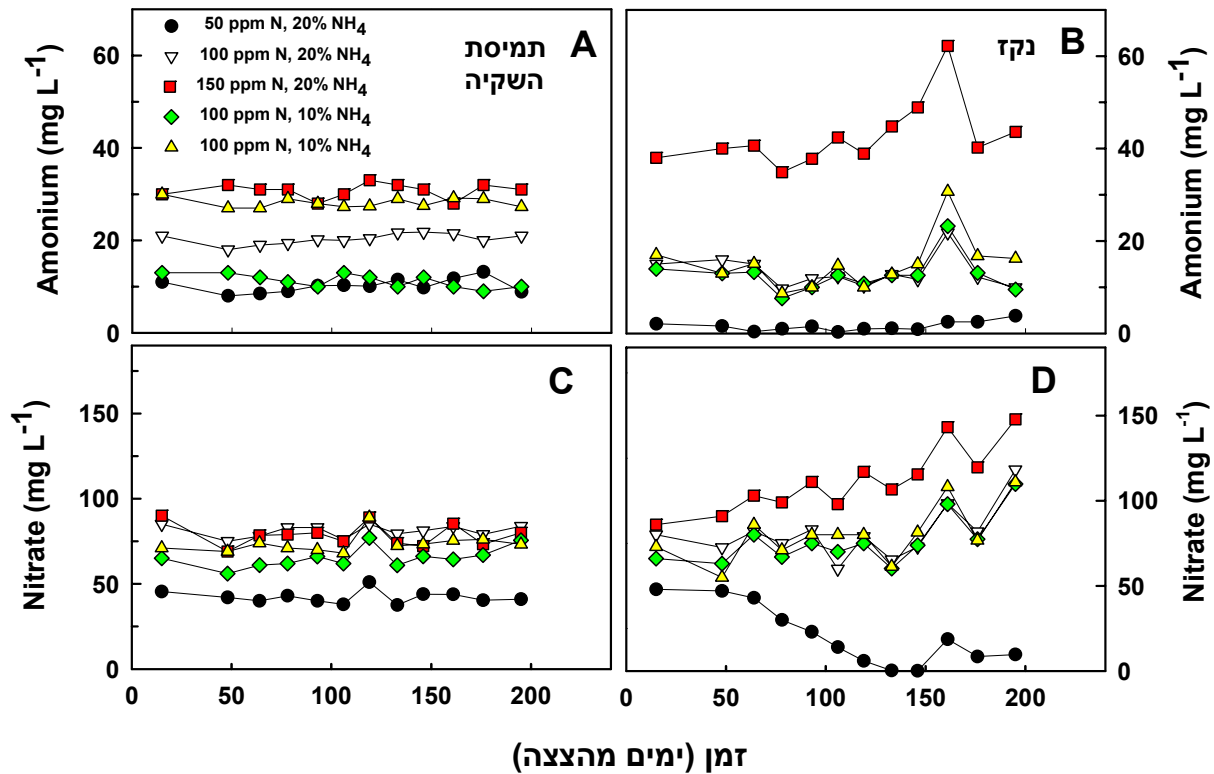 50 ppm N, 20% NH4
100 ppm N, 20% NH4
150 ppm N, 20% NH4
100 ppm N, 10% NH4
100 ppm N, 10% NH4
תמיסת
השקיה
A
נקז
B
Amonium (mg L-1)
60
40
20
0
Amonium (mg L-1)
60
40
20
0
C
D
Nitrate (mg L-1)
150
100
50
0
Nitrate (mg L-1)
150
100
50
0
0 50 100 150 200
0 50 100 150 200
זמן (ימים מהצצה)